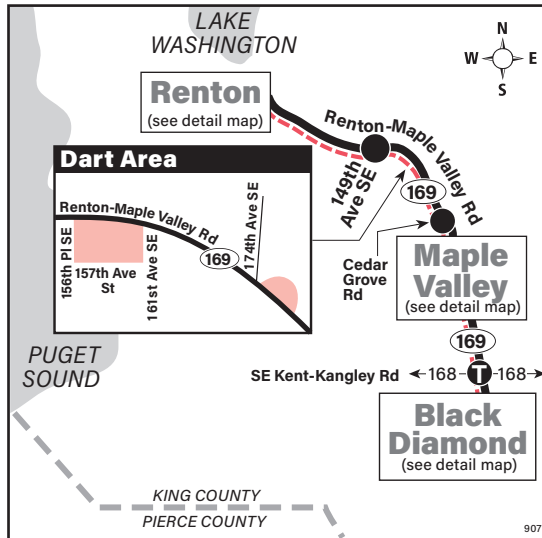 LAKE
WASHINGTON
N
W E
S
Renton
(see detail map)
Renton-Maple Valley Rd
149th
Ave SE
169
Dart Area
Renton-Maple Valley Rd
169
174th Ave SE
156th Pl SE
157th Ave
St
161st Ave SE
Cedar
Grove
Rd
Maple
Valley
(see detail map)
169
PUGET
SOUND
SE Kent-Kangley Rd
168 T 168
Black
Diamond
(see detail map)
KING COUNTY
PIERCE COUNTY
907